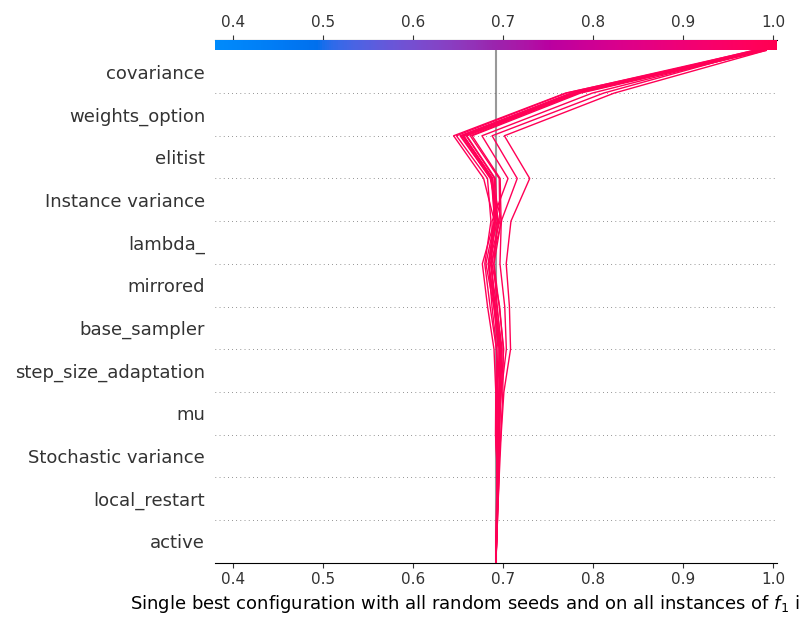 0.4 0.5 0.6 0.7 0.8 0.9 1.0
covariance
weights_option
elitist
Instance variance
lambda_
mirrored
base_sampler
step_size_adaptation
mu
Stochastic variance
local_restart
active
0.4 0.5 0.6 0.7 0.8 0.9 1.0
Single best configuration with all random seeds and on all instances of f₁ i